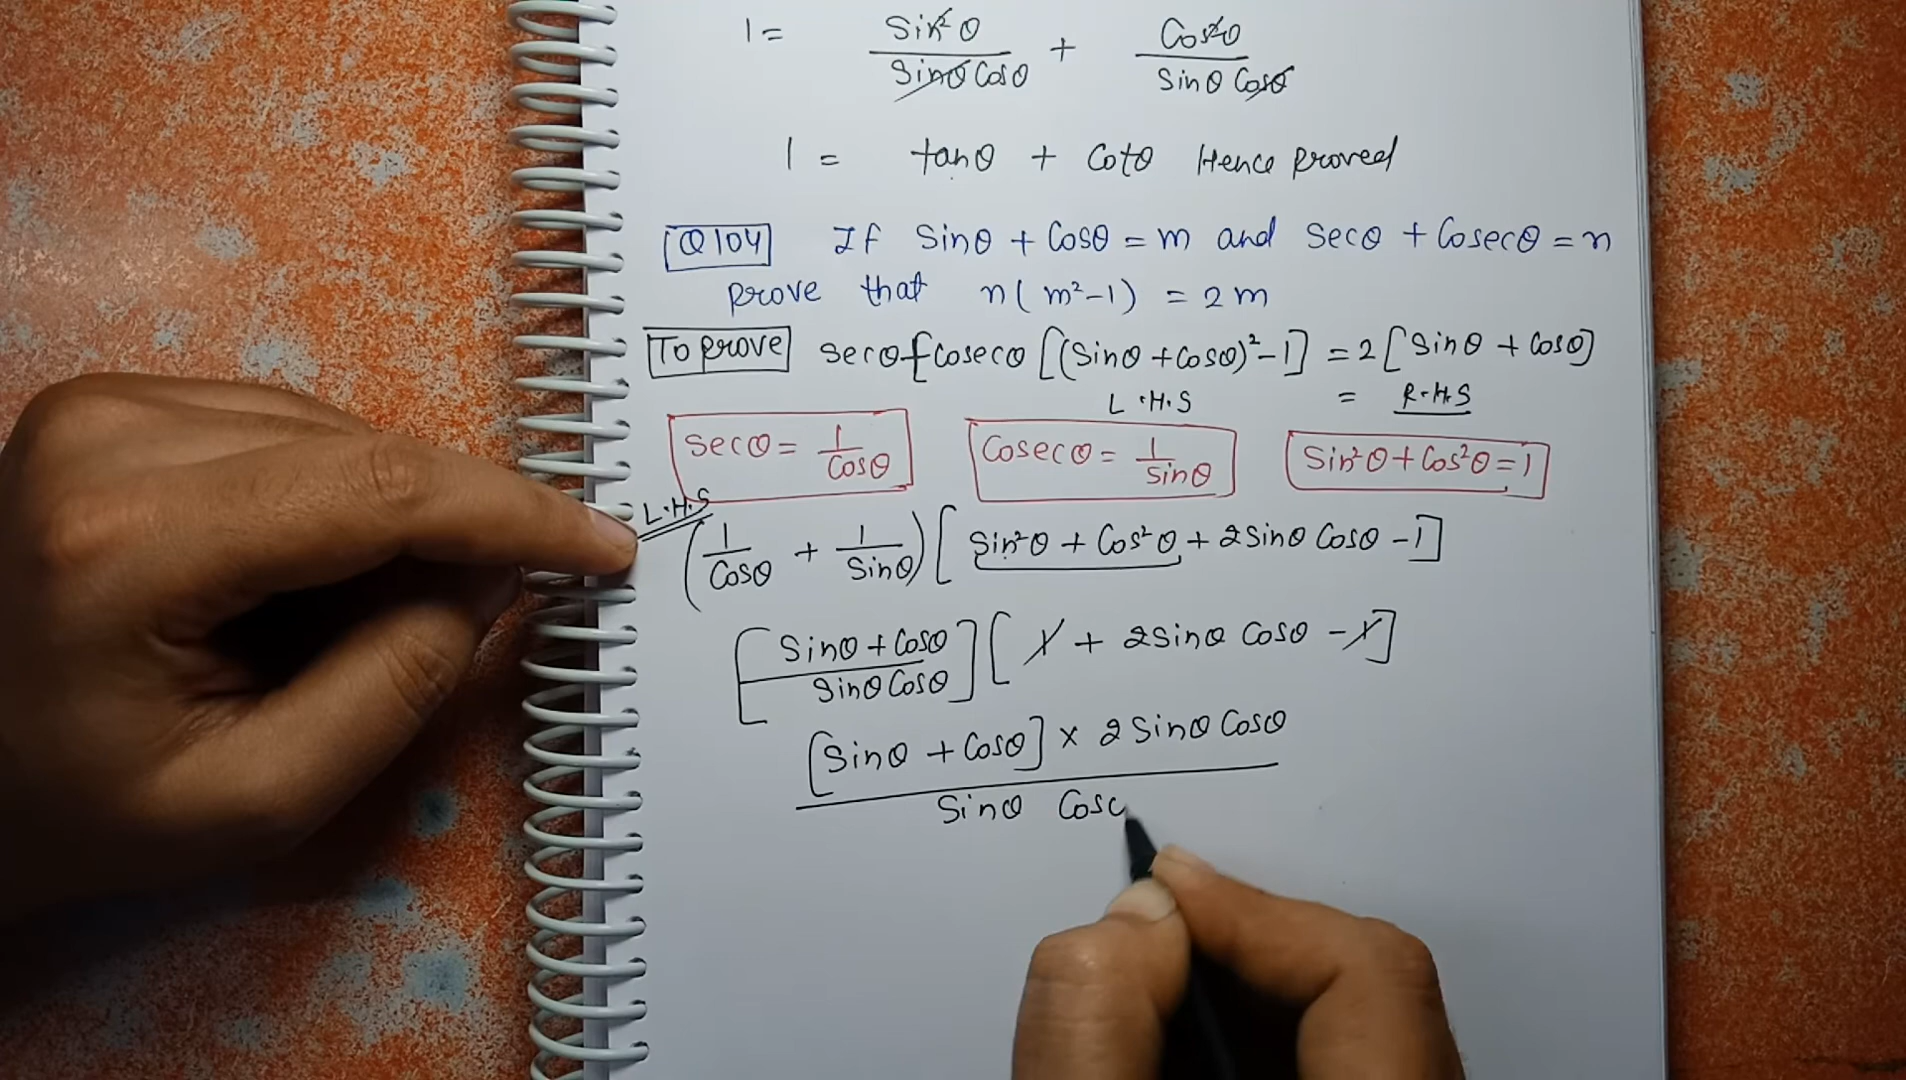 1 = Sin²θ / Sinθ Cosθ + Cos²θ / Sinθ Cosθ
1 = tanθ + Cotθ Hence proved
Q104 If Sinθ + Cosθ = m and Secθ + Cosecθ = n
prove that n(m²-1) = 2m
To prove Secθ + Cosecθ [(Sinθ + Cosθ)² - 1] = 2[Sinθ + Cosθ]
L.H.S = R.H.S
Secθ = 1/Cosθ Cosecθ = 1/Sinθ Sin²θ + Cos²θ = 1
L.H.S
(1/Cosθ + 1/Sinθ) [Sin²θ + Cos²θ + 2Sinθ Cosθ - 1]
[Sinθ + Cosθ / Sinθ Cosθ] [1 + 2Sinθ Cosθ - 1]
[Sinθ + Cosθ] × 2 Sinθ Cosθ
Sinθ Cos